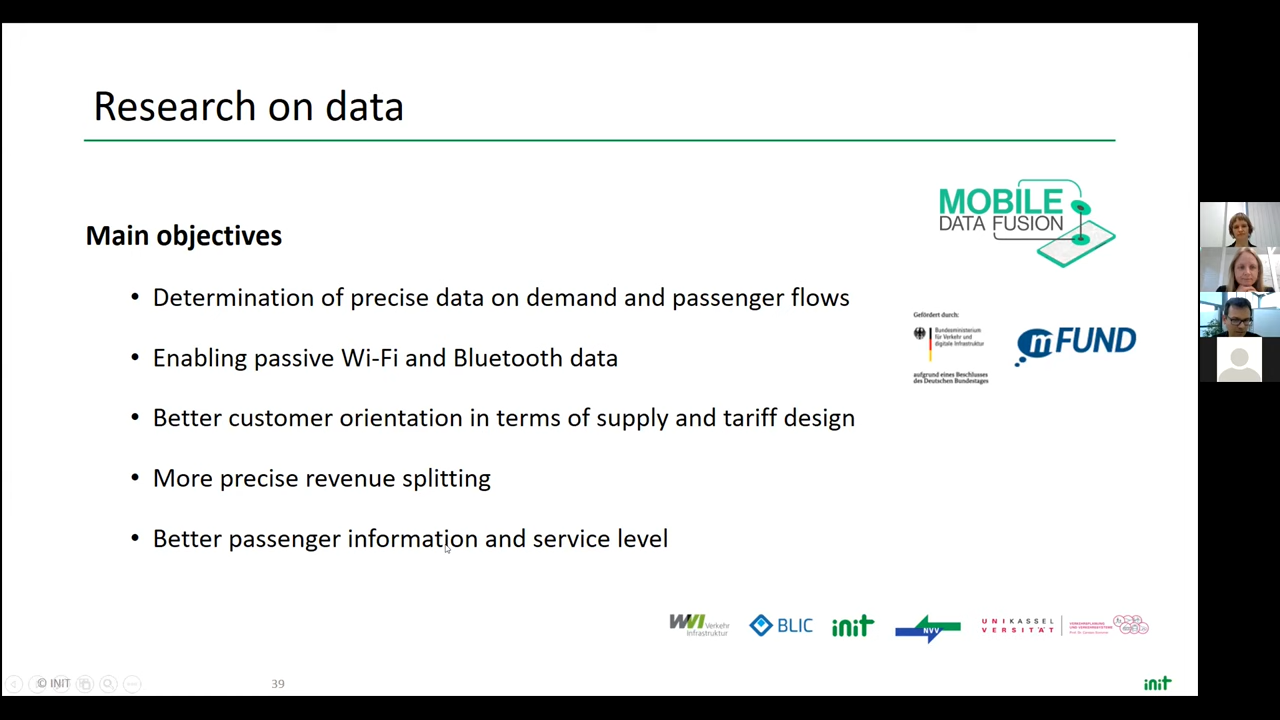 Research on data
MOBILE
DATA FUSION
Main objectives
• Determination of precise data on demand and passenger flows
Gefördert durch:
Bundesministerium
für Verkehr und
digitale Infrastruktur
mFUND
• Enabling passive Wi-Fi and Bluetooth data
aufgrund eines Beschlusses
des Deutschen Bundestages
• Better customer orientation in terms of supply and tariff design
• More precise revenue splitting
• Better passenger information and service level
WVI Verkehr
Infrastruktur
BLIC
init
NVV
UNIKASSEL
VERSITÄT
© INIT
39
init